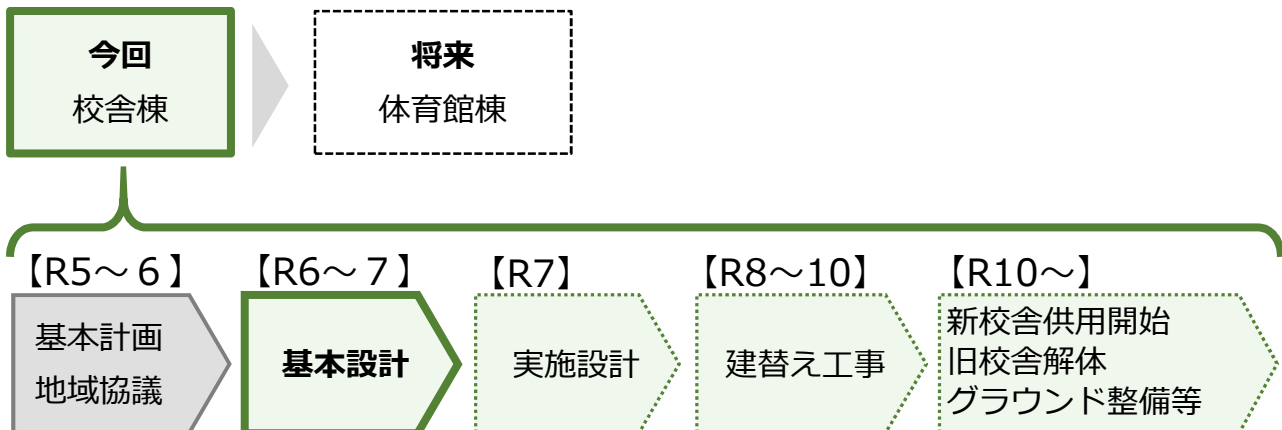 今回
校舎棟
将来
体育館棟
【R5～６】
基本計画
地域協議
【R6～７】
基本設計
【R7】
実施設計
【R8～10】
建替え工事
【R10～】
新校舎供用開始
旧校舎解体
グラウンド整備等